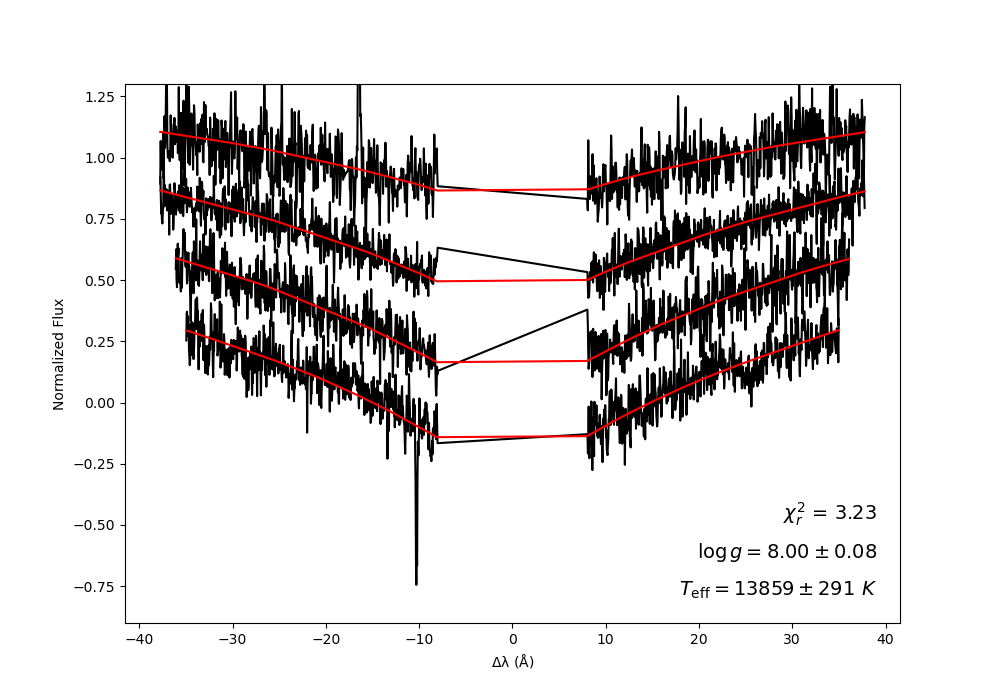 1.25
1.00
0.75
0.50
0.25
0.00
−0.25
−0.50
−0.75
Normalized Flux
χ²ᵣ = 3.23
log g = 8.00 ± 0.08
T_eff = 13859 ± 291 K
−40 −30 −20 −10 0 10 20 30 40
Δλ (Å)